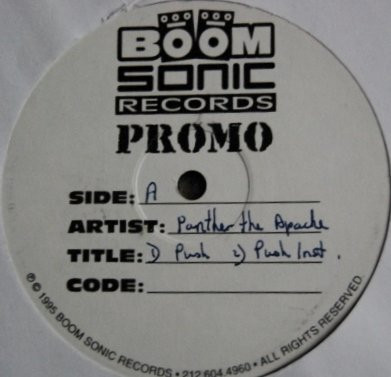 BOOM
SONIC
RECORDS
PROMO
SIDE: A
ARTIST: Panther the Apache
TITLE: 1) Push 2) Push Inst.
CODE:
℗ © 1995 BOOM SONIC RECORDS • 212 604 4960 • ALL RIGHTS RESERVED